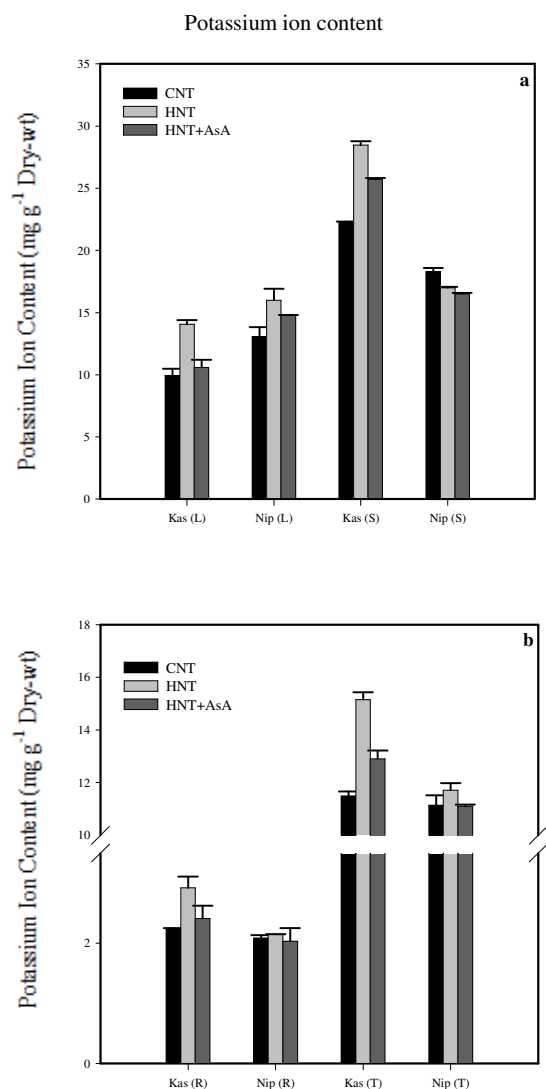 Potassium ion content
Potassium Ion Content (mg g⁻¹ Dry-wt)
35
30
25
20
15
10
5
0
a
CNT
HNT
HNT+AsA
Kas (L) Nip (L) Kas (S) Nip (S)
Potassium Ion Content (mg g⁻¹ Dry-wt)
18
16
14
12
10
2
0
b
CNT
HNT
HNT+AsA
Kas (R) Nip (R) Kas (T) Nip (T)